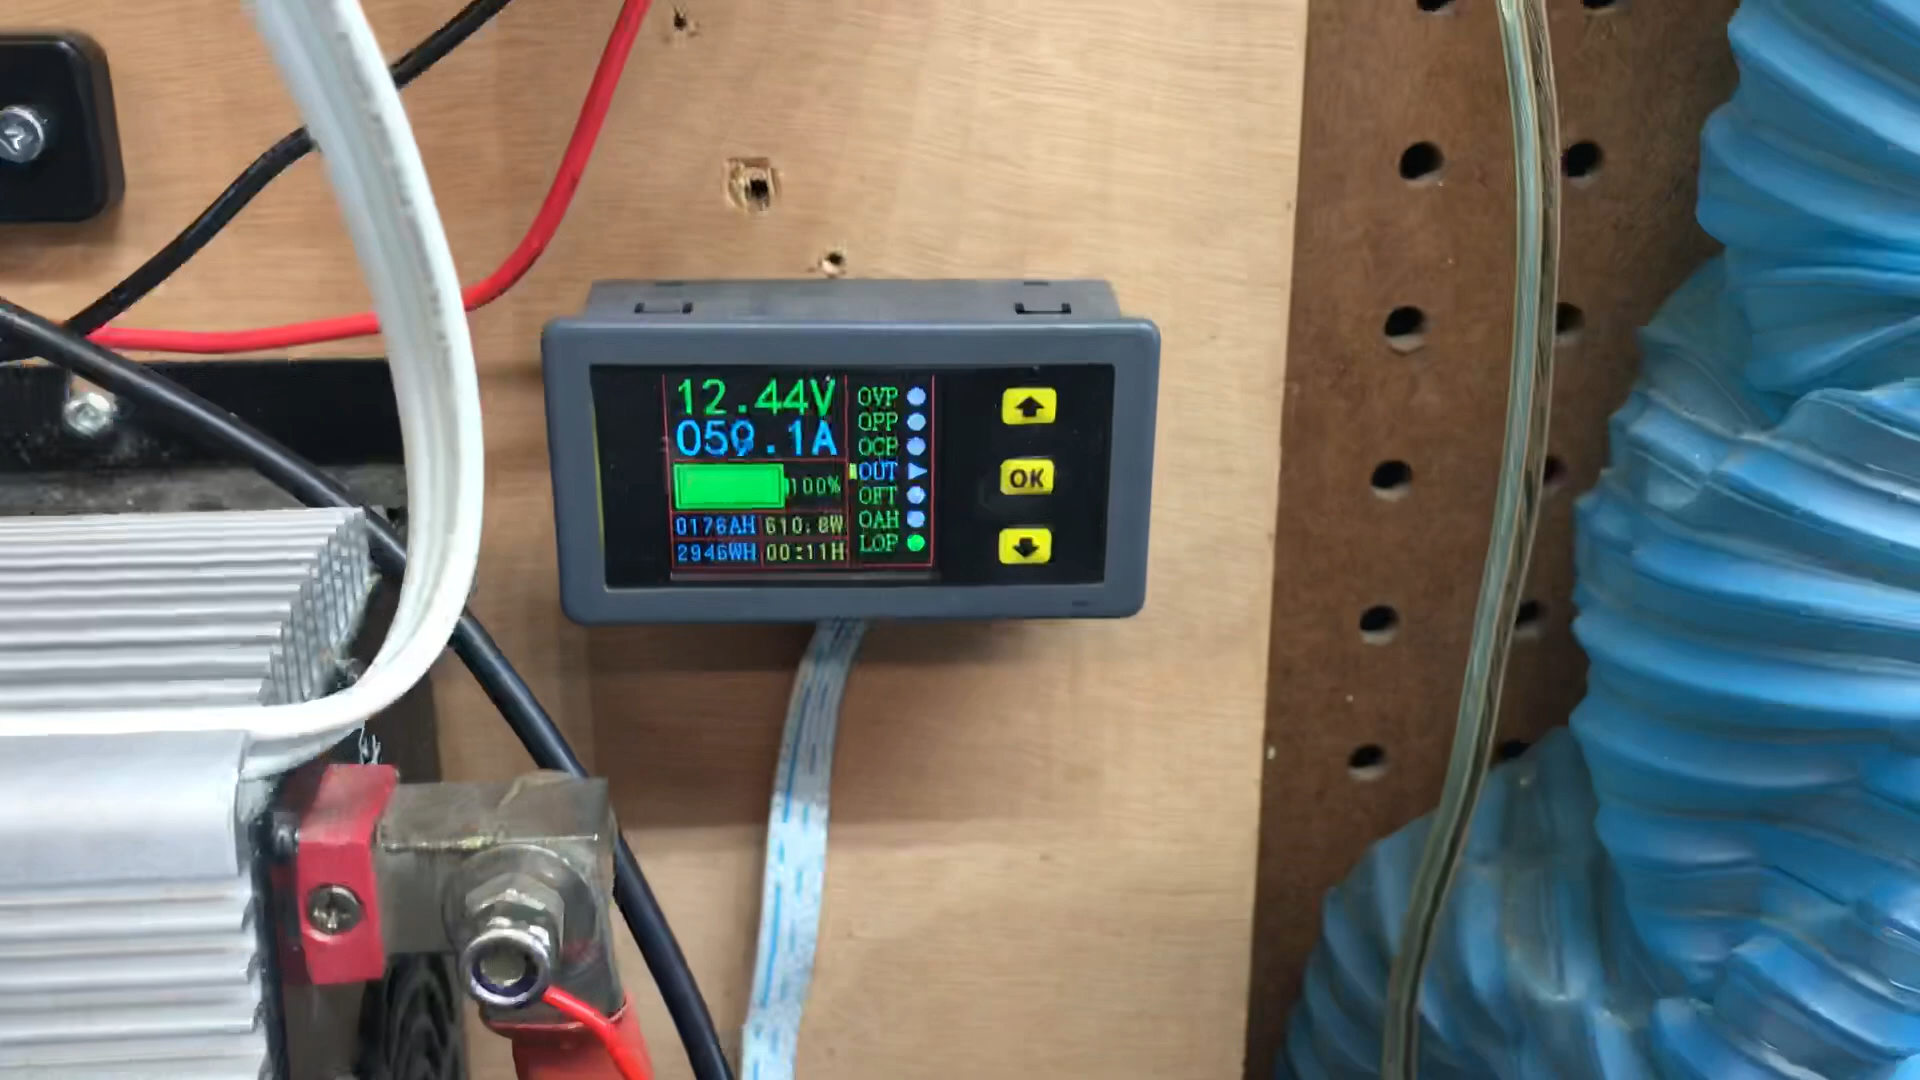 12.44V
059.1A
100%
0176AH 610.8W
2946WH 00:11H
OVP
OPP
OCP
OUT
OFT
OAH
LOP
OK